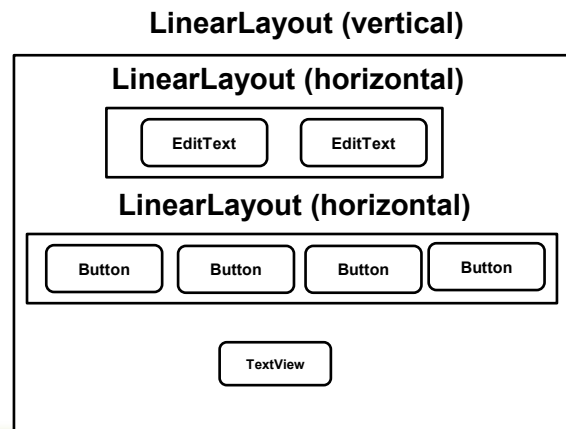 LinearLayout (vertical)
LinearLayout (horizontal)
EditText EditText
LinearLayout (horizontal)
Button Button Button Button
TextView